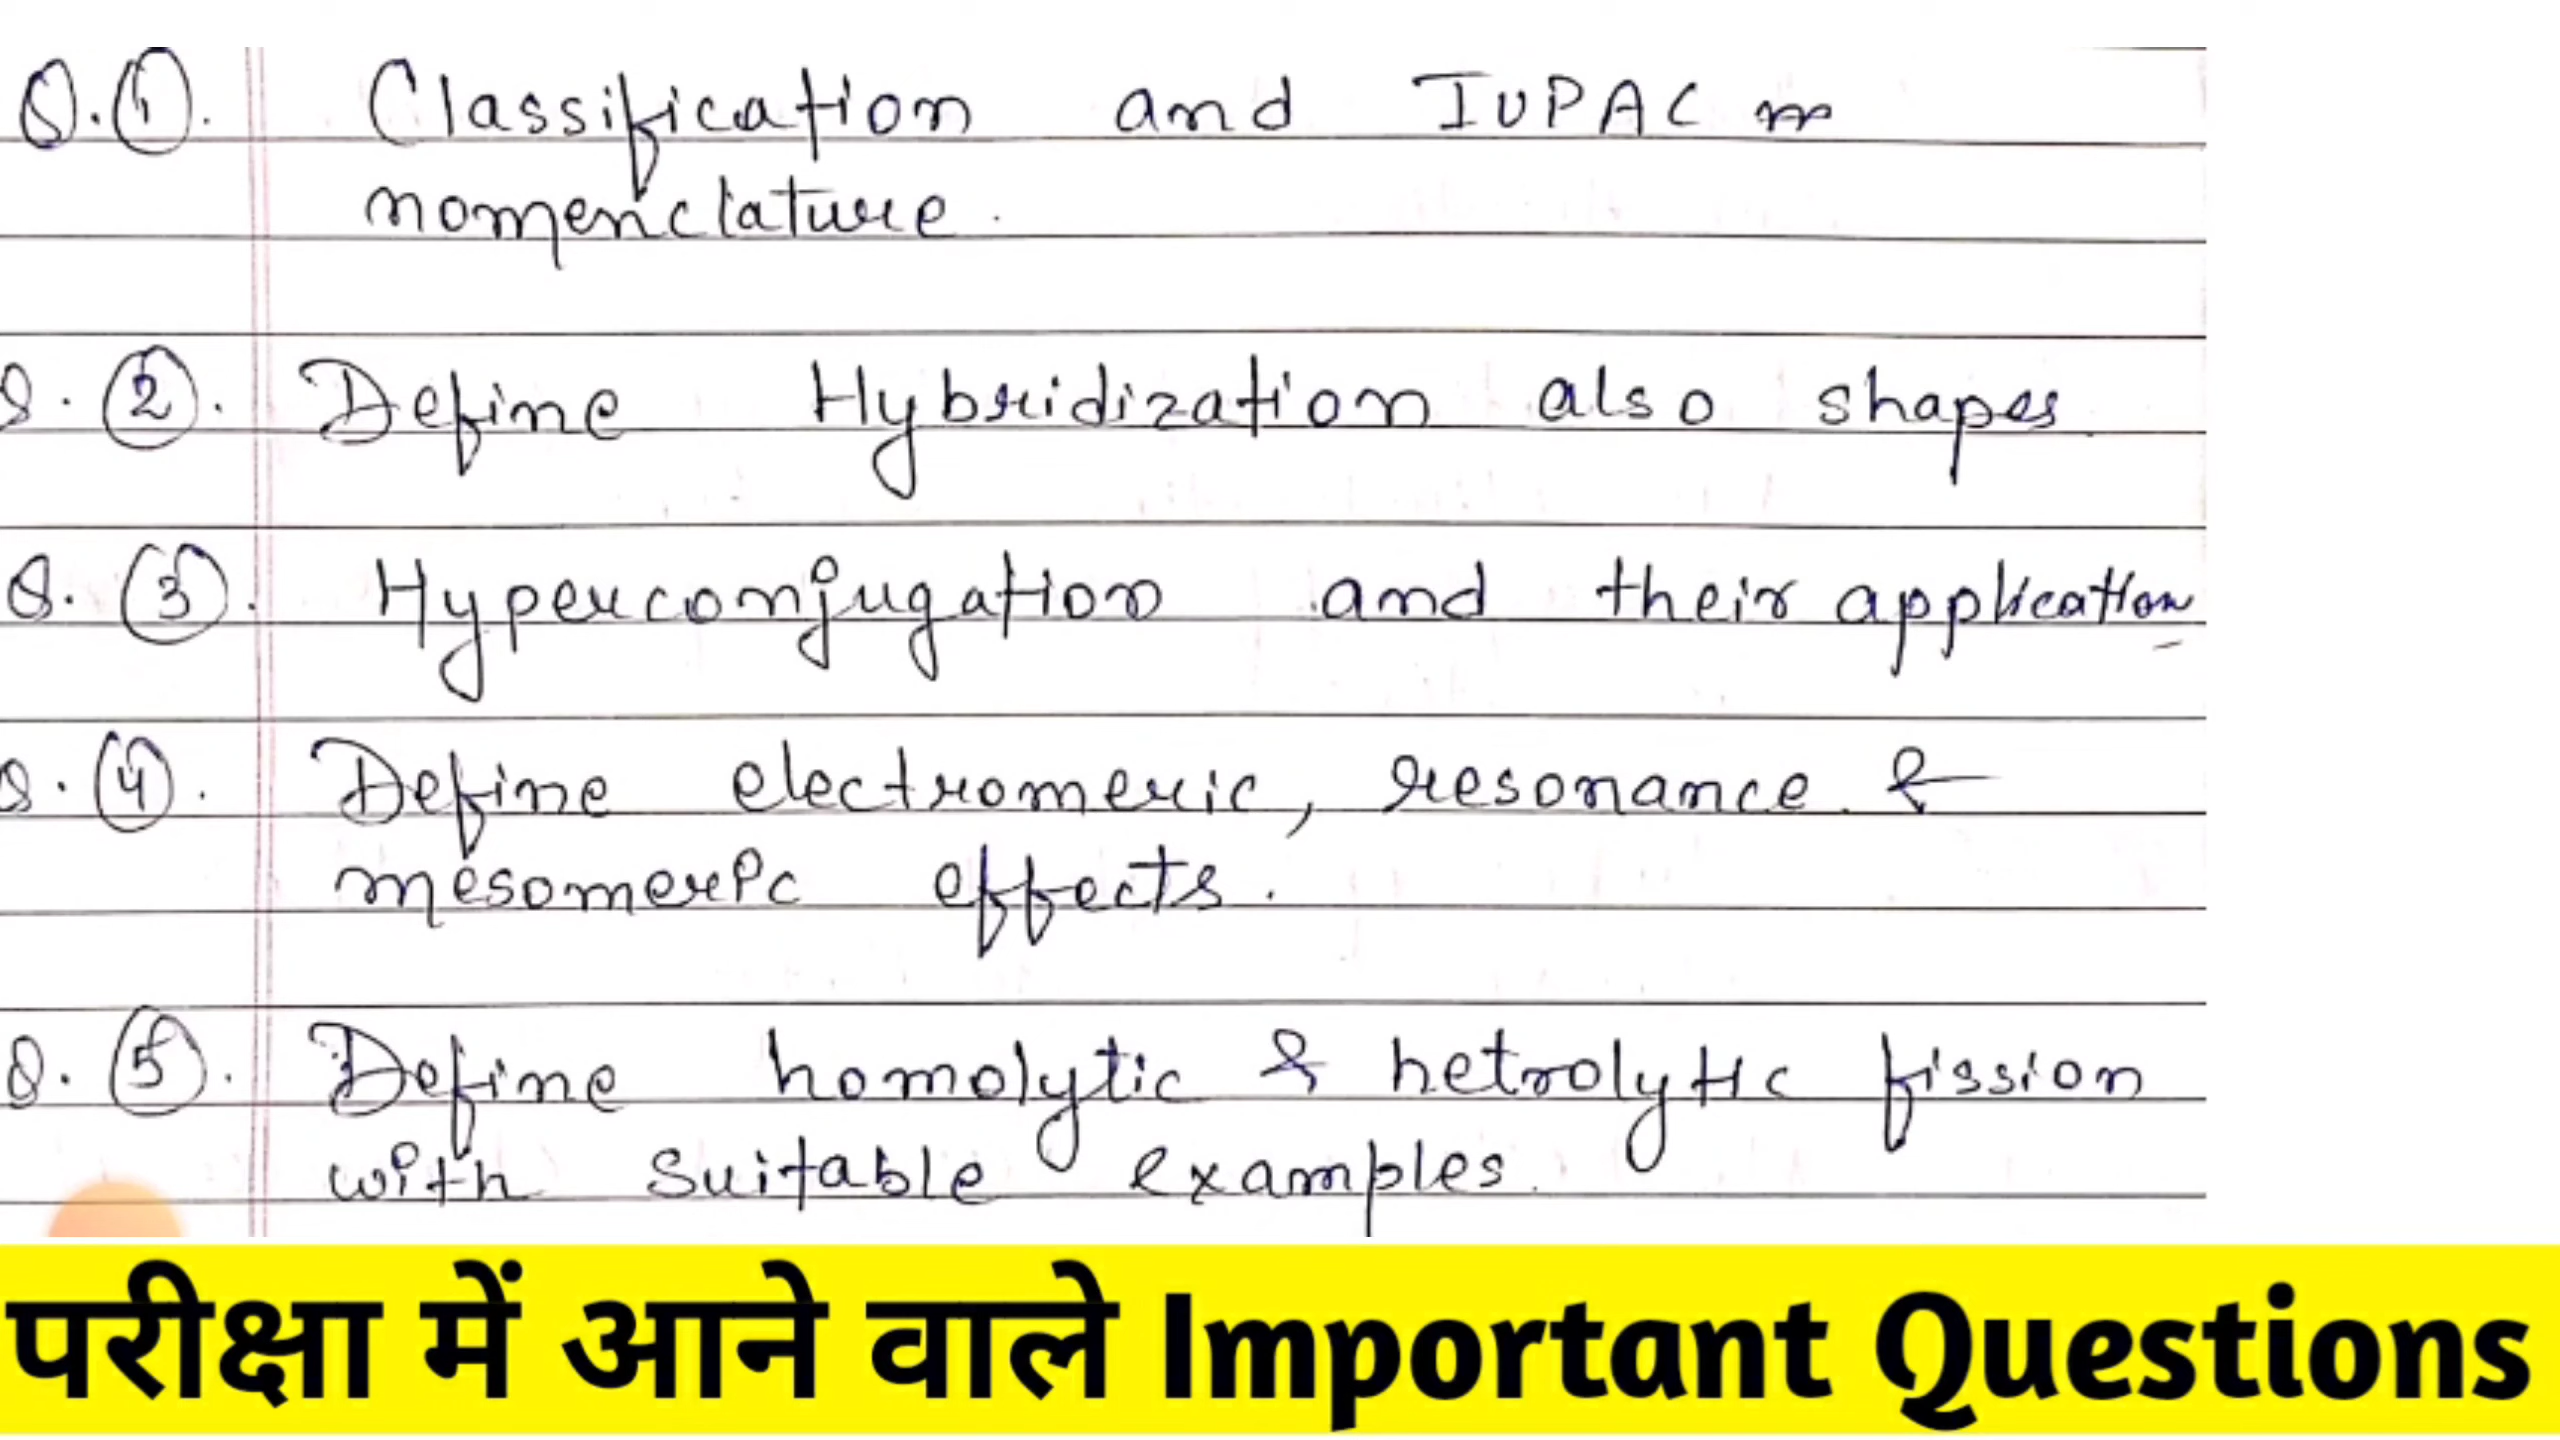 Q.①. Classification and IUPAC m
nomenclature.
Q.②. Define Hybridization also shapes.
Q.③. Hyperconjugation and their application
Q.④. Define electromeric, resonance &
mesomeric effects.
Q.⑤. Define homolytic & hetrolytic fission
with suitable examples.
परीक्षा में आने वाले Important Questions